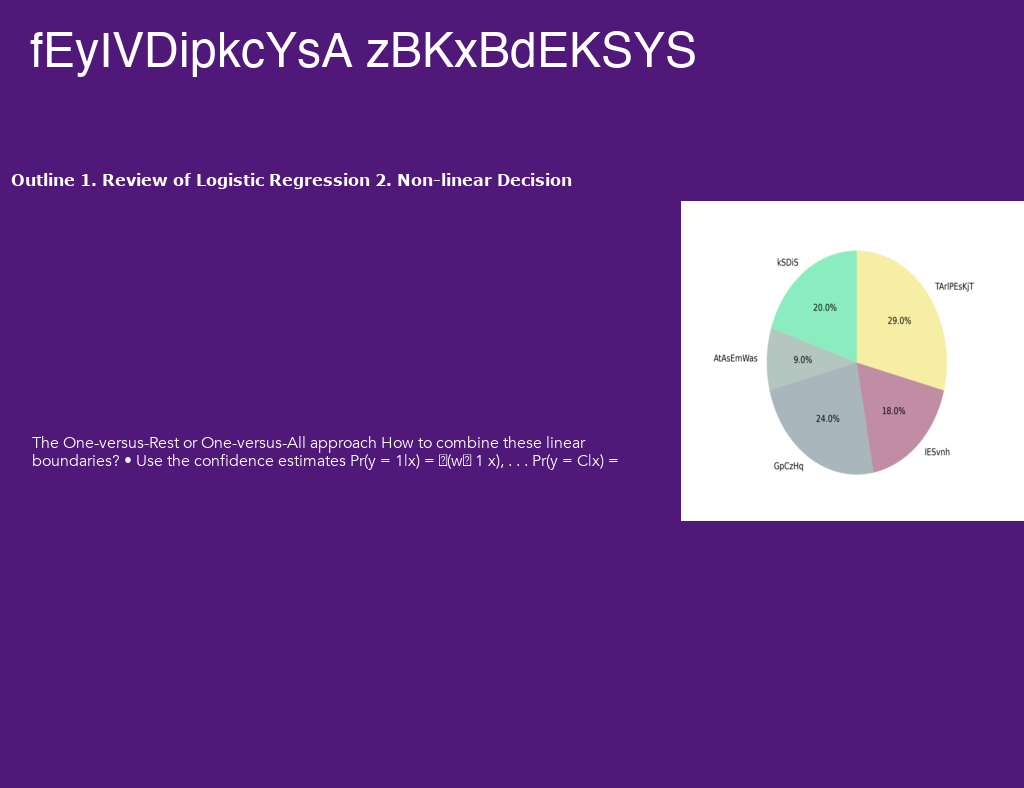 fEyIVDipkcYsA zBKxBdEKSYS
Outline 1. Review of Logistic Regression 2. Non-linear Decision
kSDiS
TArlPEsKjT
20.0%
29.0%
AtAsEmWas
9.0%
18.0%
24.0%
lESvnh
GpCzHq
The One-versus-Rest or One-versus-All approach How to combine these linear
boundaries? • Use the confidence estimates Pr(y = 1|x) = (w 1 x), . . . Pr(y = C|x) =